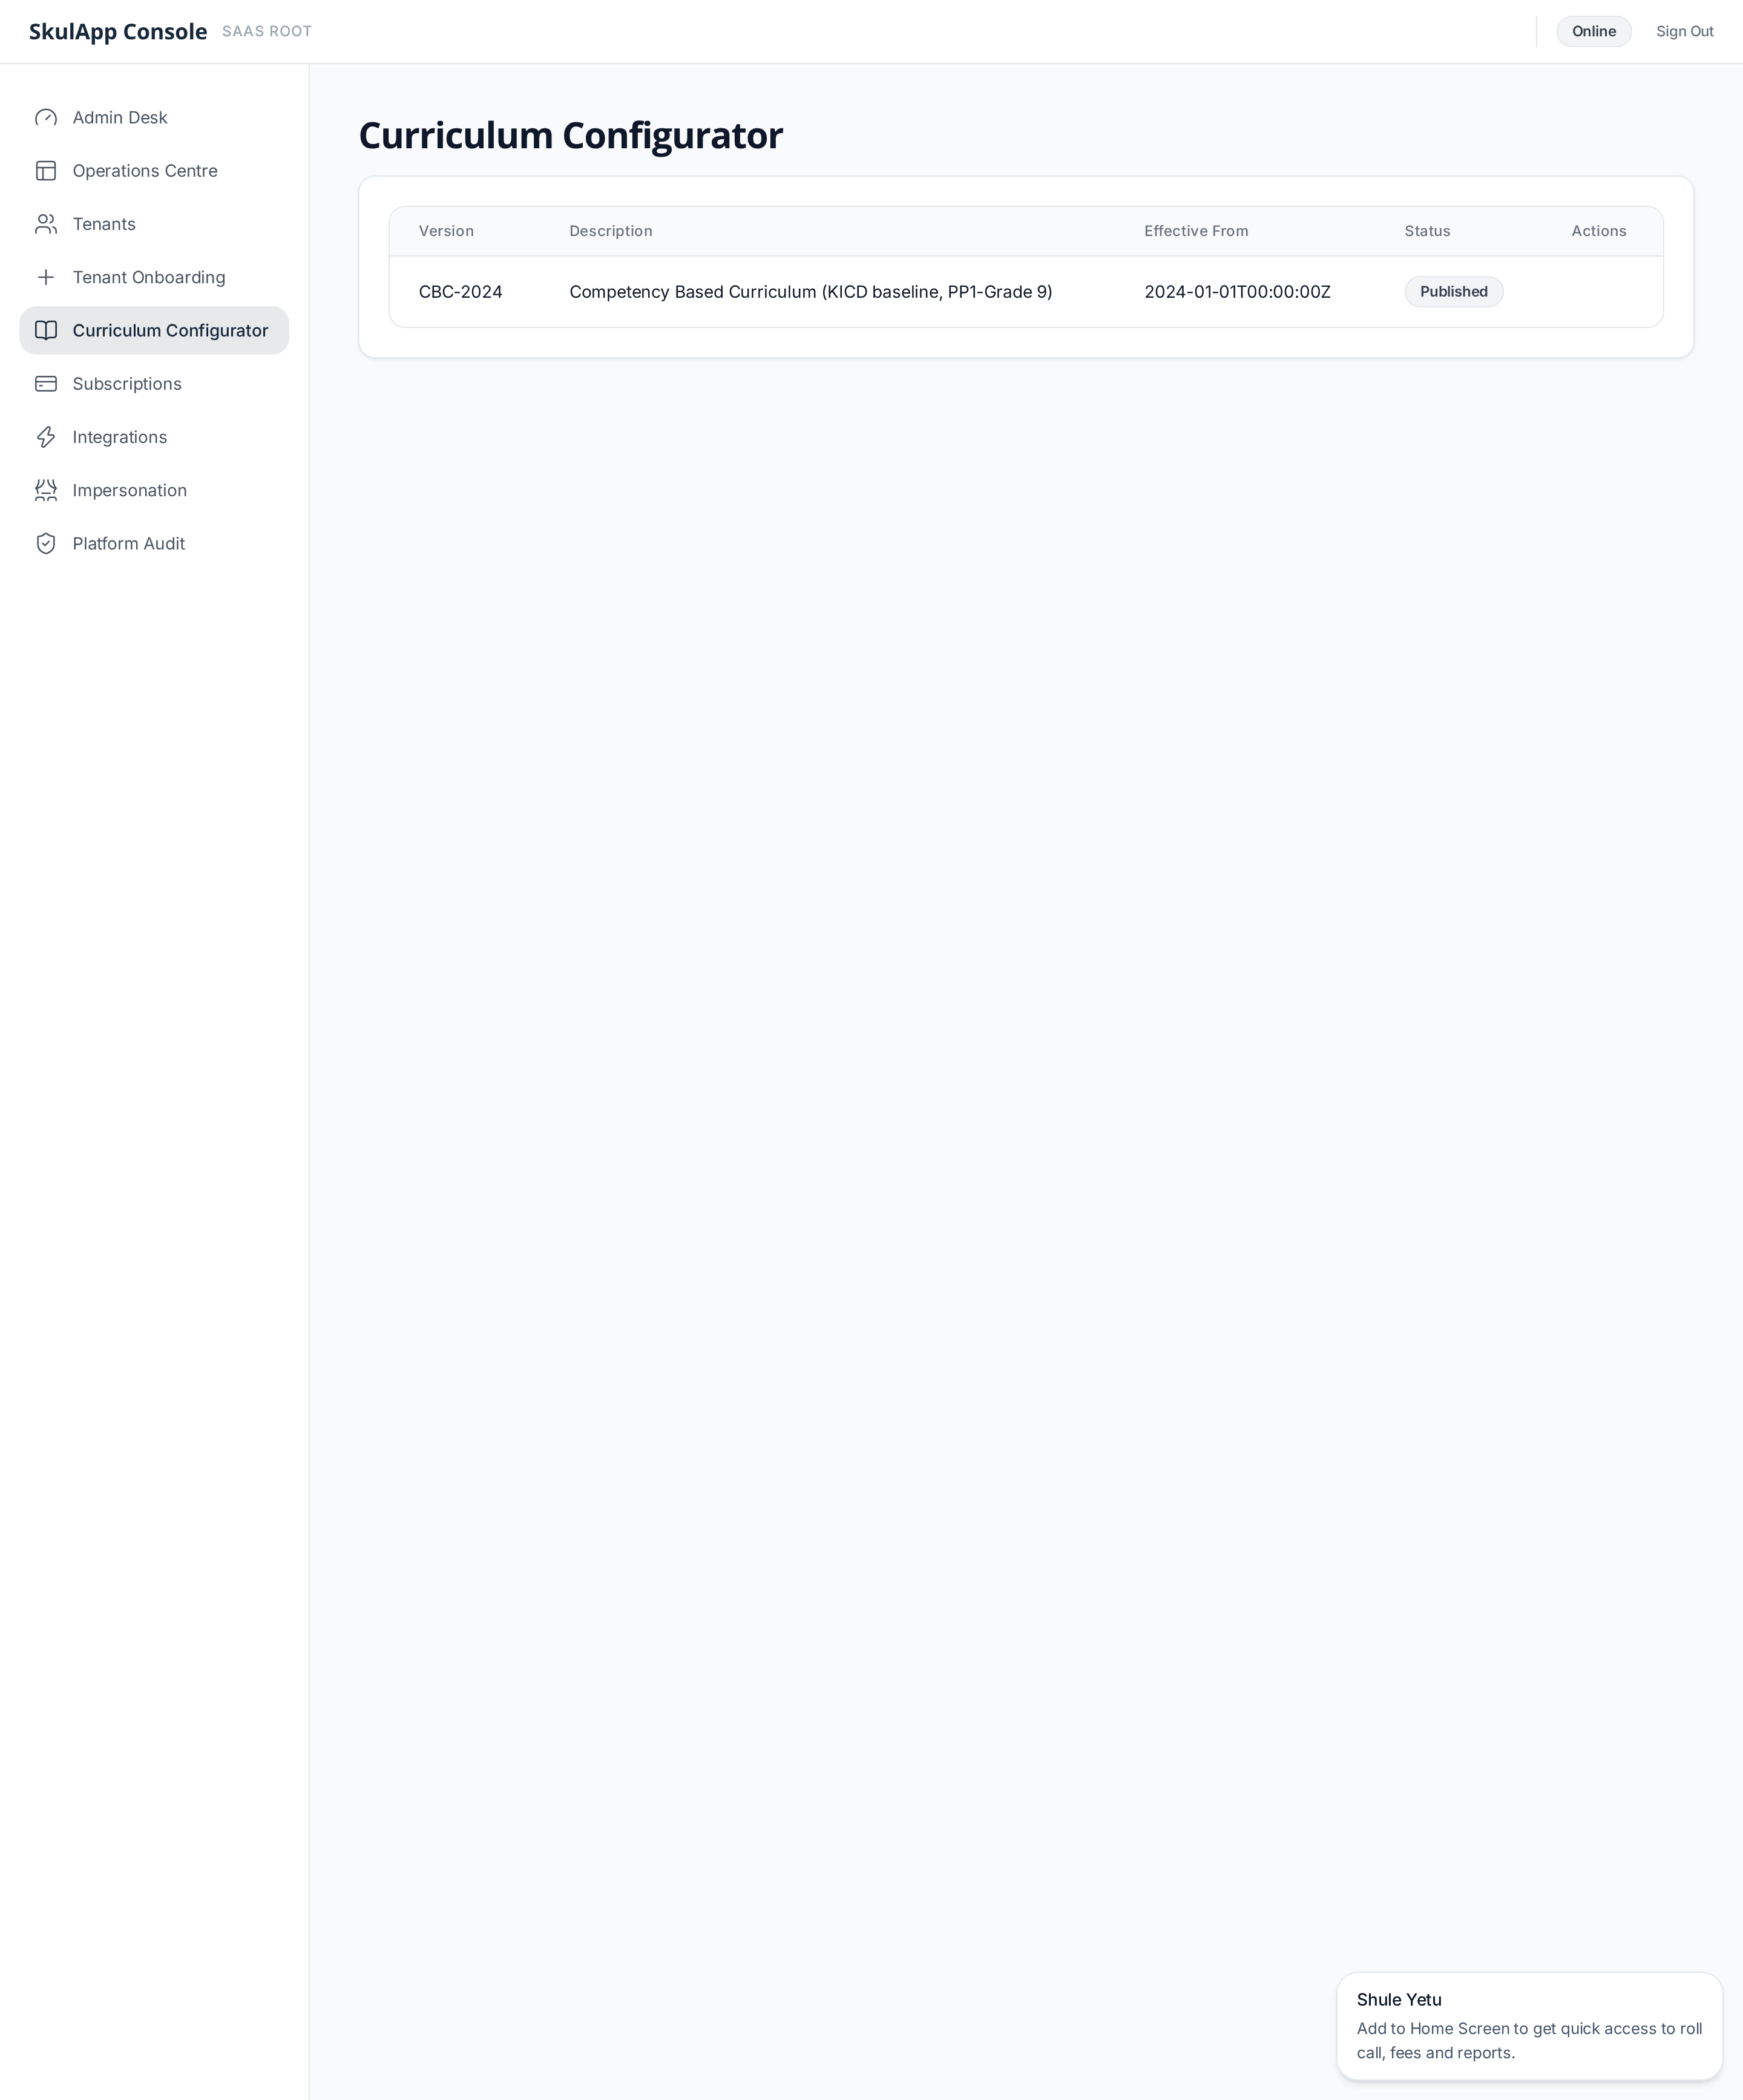 SkulApp Console SAAS ROOT Online Sign Out
Admin Desk
Operations Centre
Tenants
Tenant Onboarding
Curriculum Configurator
Subscriptions
Integrations
Impersonation
Platform Audit
Curriculum Configurator
Version Description Effective From Status Actions
CBC-2024 Competency Based Curriculum (KICD baseline, PP1-Grade 9) 2024-01-01T00:00:00Z Published
Shule Yetu
Add to Home Screen to get quick access to roll
call, fees and reports.